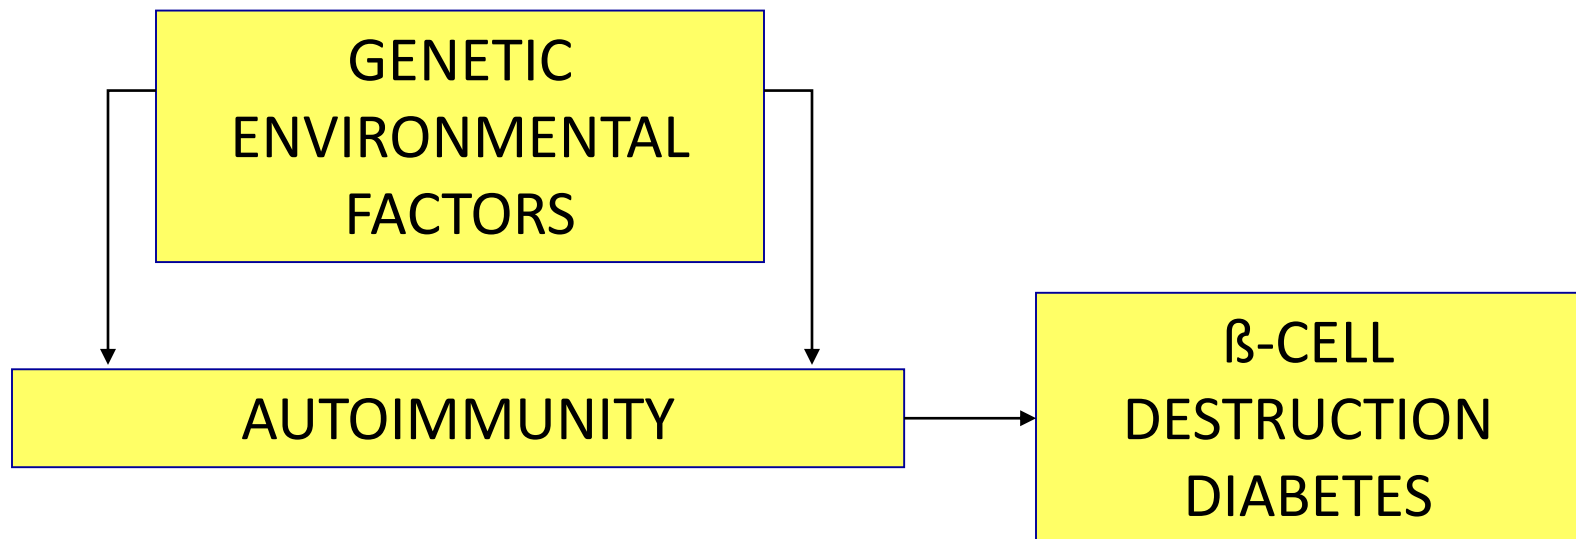 GENETIC
ENVIRONMENTAL
FACTORS
AUTOIMMUNITY
ß-CELL
DESTRUCTION
DIABETES